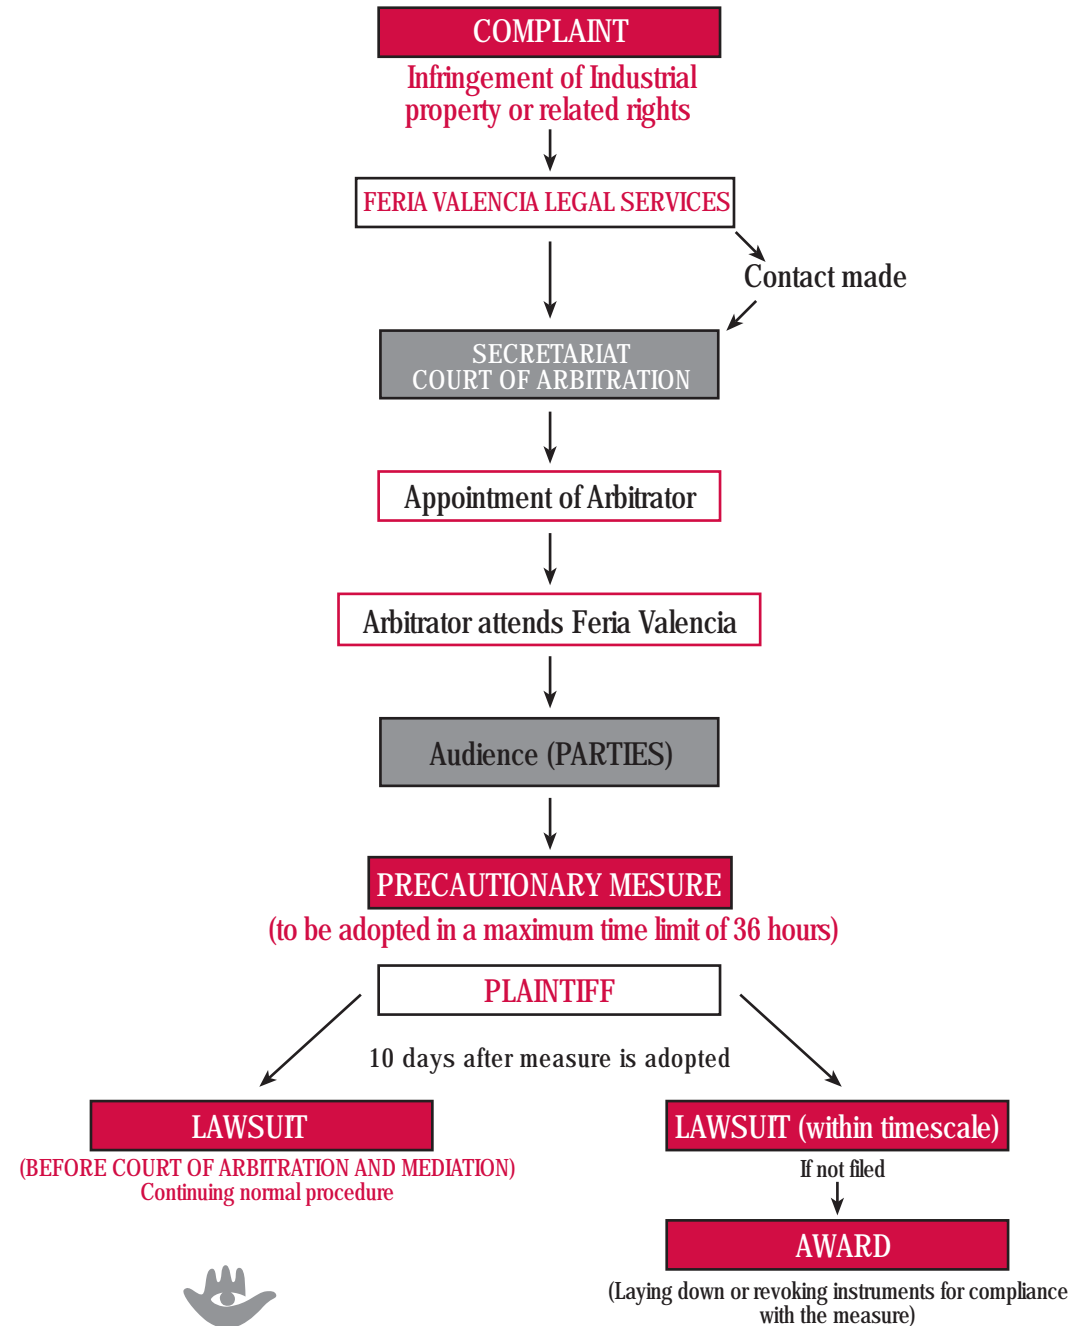 COMPLAINT
Infringement of Industrial
property or related rights
FERIA VALENCIA LEGAL SERVICES
Contact made
SECRETARIAT
COURT OF ARBITRATION
Appointment of Arbitrator
Arbitrator attends Feria Valencia
Audience (PARTIES)
PRECAUTIONARY MESURE
(to be adopted in a maximum time limit of 36 hours)
PLAINTIFF
10 days after measure is adopted
LAWSUIT
(BEFORE COURT OF ARBITRATION AND MEDIATION)
Continuing normal procedure
LAWSUIT (within timescale)
If not filed
AWARD
(Laying down or revoking instruments for compliance
with the measure)